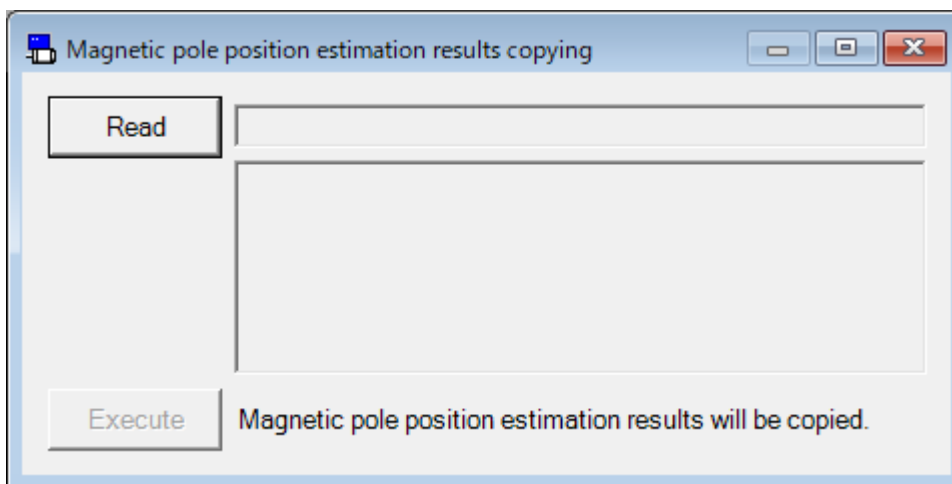 Magnetic pole position estimation results copying
Read
Execute
Magnetic pole position estimation results will be copied.